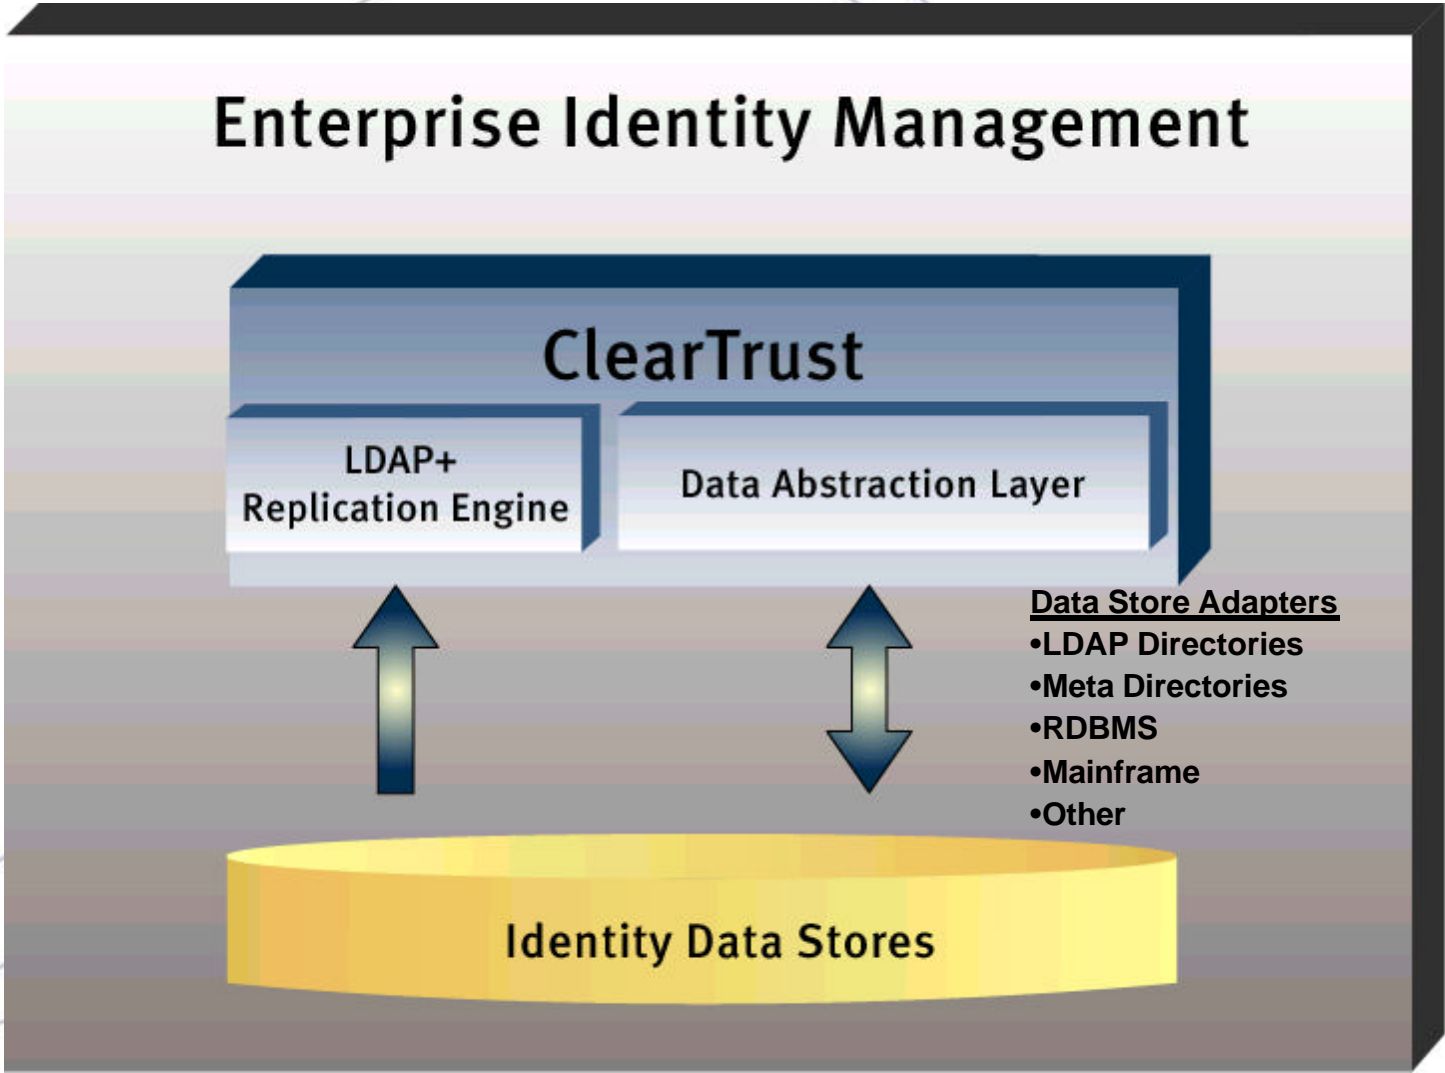 Enterprise Identity Management
ClearTrust
LDAP+
Replication Engine
Data Abstraction Layer
Data Store Adapters
•LDAP Directories
•Meta Directories
•RDBMS
•Mainframe
•Other
Identity Data Stores